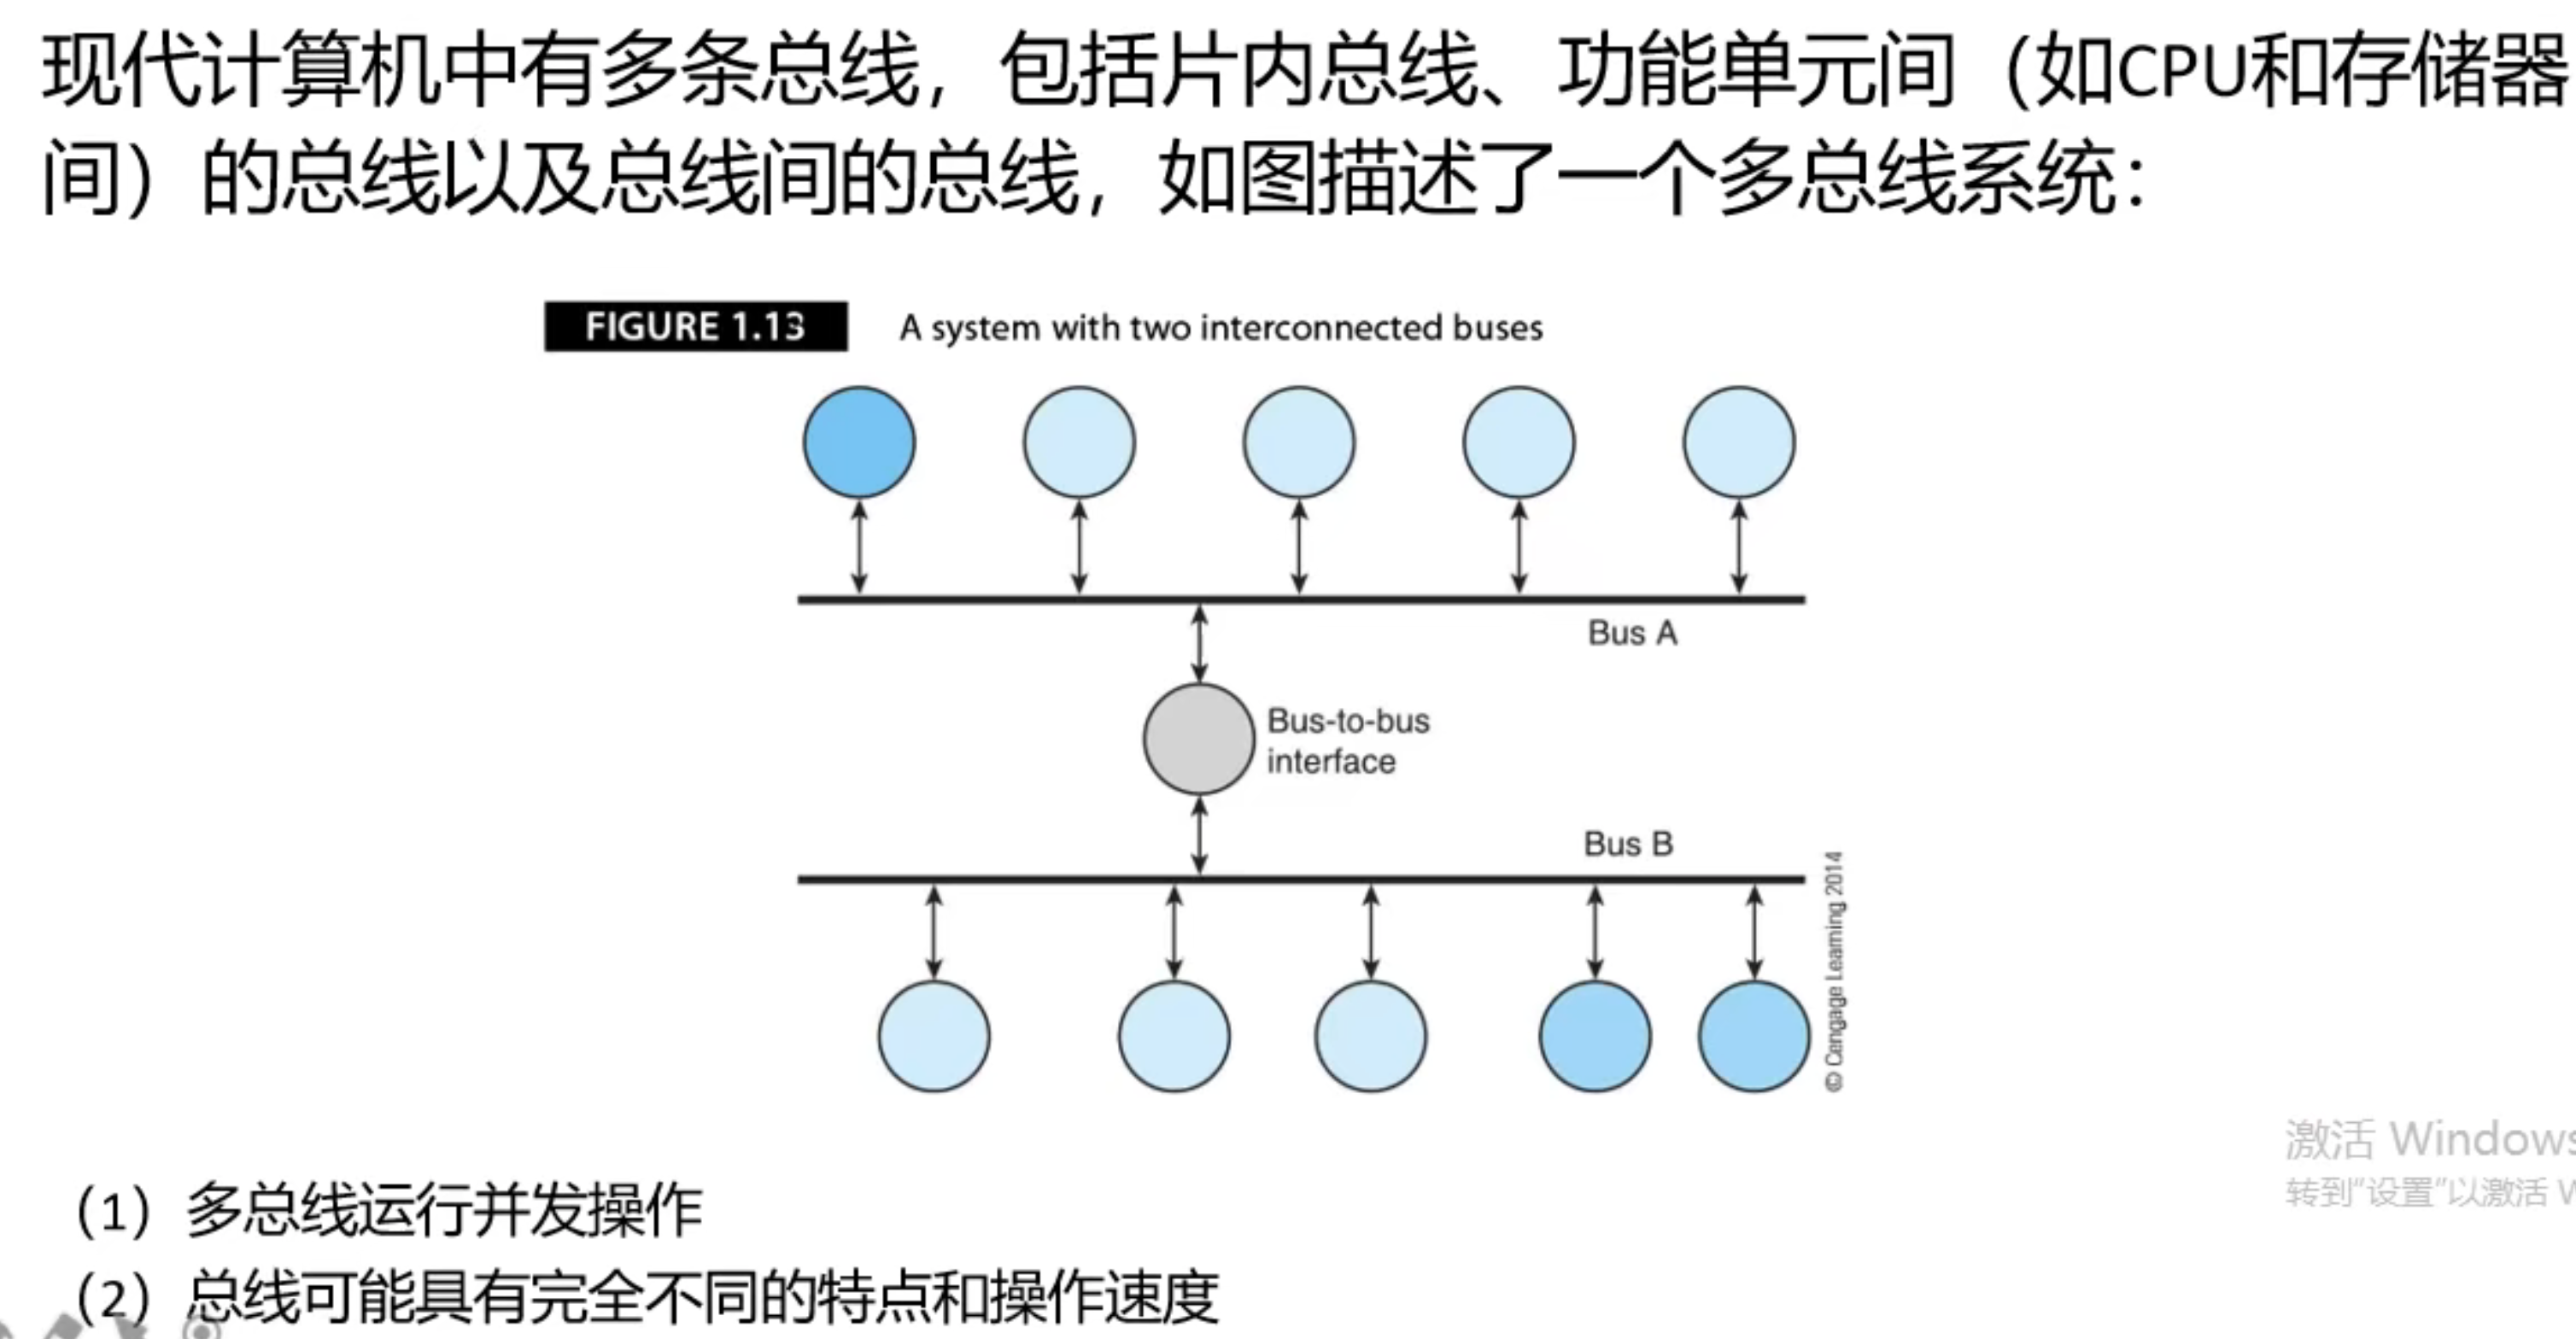 现代计算机中有多条总线，包括片内总线、功能单元间（如CPU和存储器
间）的总线以及总线间的总线，如图描述了一个多总线系统：
FIGURE 1.13 A system with two interconnected buses
Bus A
Bus-to-bus
interface
Bus B
© Cengage Learning 2014
激活 Windows
转到“设置”以激活 W
（1）多总线运行并发操作
（2）总线可能具有完全不同的特点和操作速度